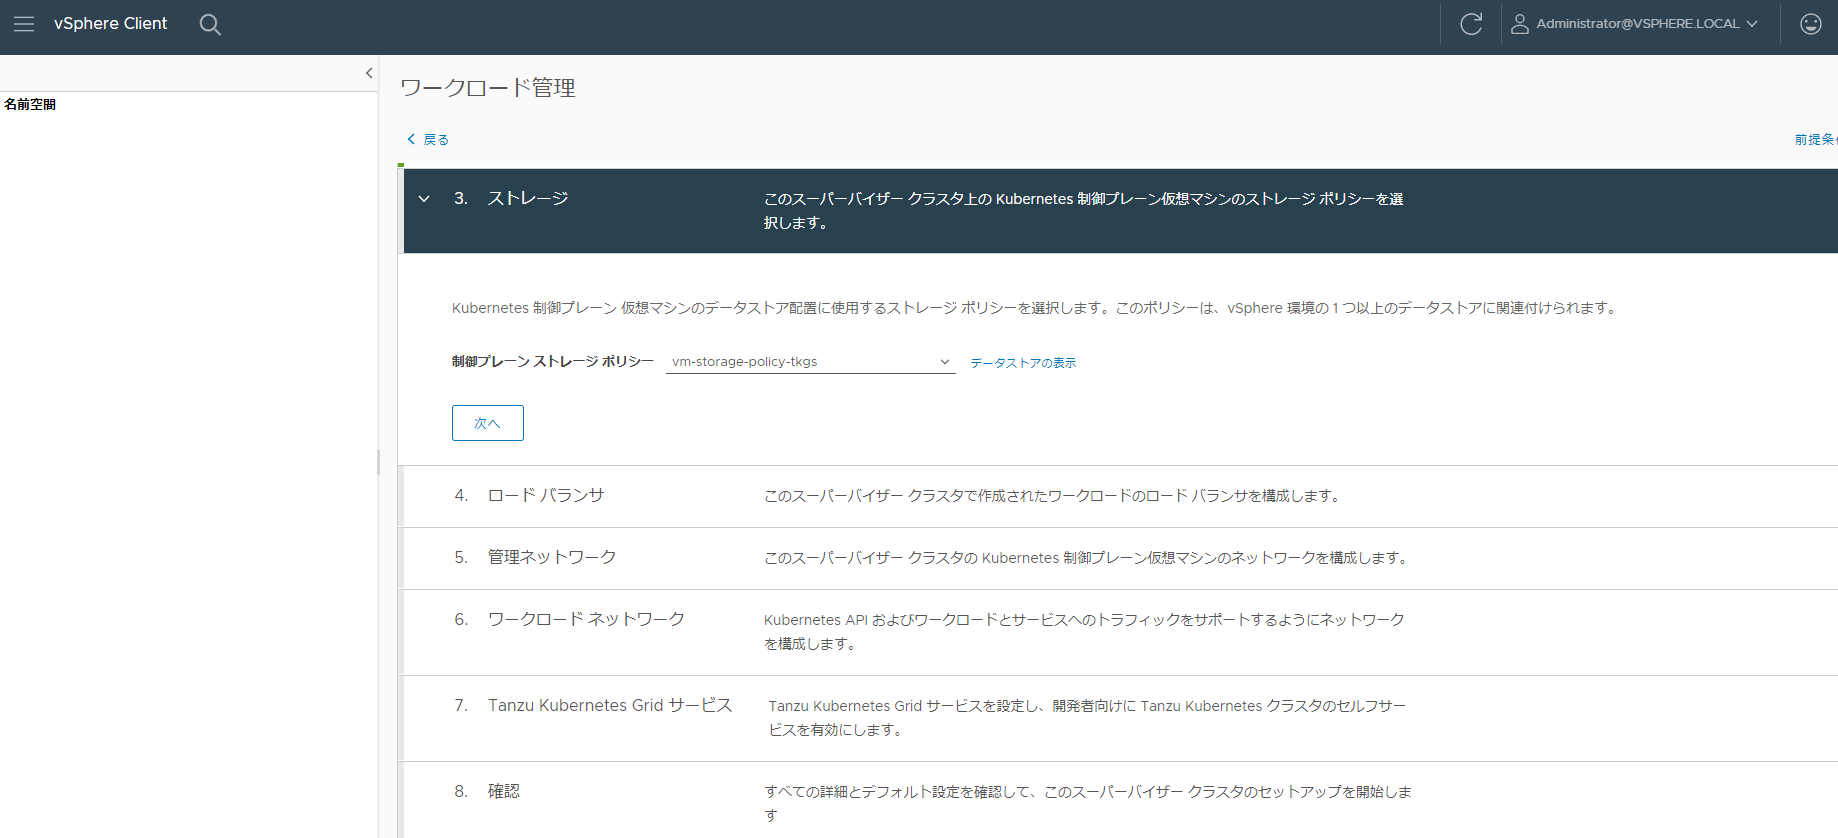 vSphere Client
Administrator@VSPHERE.LOCAL
名前空間
ワークロード管理
戻る
前提条
3. ストレージ
このスーパーバイザー クラスタ上の Kubernetes 制御プレーン仮想マシンのストレージ ポリシーを選
択します。
Kubernetes 制御プレーン 仮想マシンのデータストア配置に使用するストレージ ポリシーを選択します。このポリシーは、vSphere 環境の 1 つ以上のデータストアに関連付けられます。
制御プレーン ストレージ ポリシー vm-storage-policy-tkgs データストアの表示
次へ
4. ロード バランサ
このスーパーバイザー クラスタで作成されたワークロードのロード バランサを構成します。
5. 管理ネットワーク
このスーパーバイザー クラスタの Kubernetes 制御プレーン仮想マシンのネットワークを構成します。
6. ワークロード ネットワーク
Kubernetes API およびワークロードとサービスへのトラフィックをサポートするようにネットワーク
を構成します。
7. Tanzu Kubernetes Grid サービス
Tanzu Kubernetes Grid サービスを設定し、開発者向けに Tanzu Kubernetes クラスタのセルフサー
ビスを有効にします。
8. 確認
すべての詳細とデフォルト設定を確認して、このスーパーバイザー クラスタのセットアップを開始しま
す